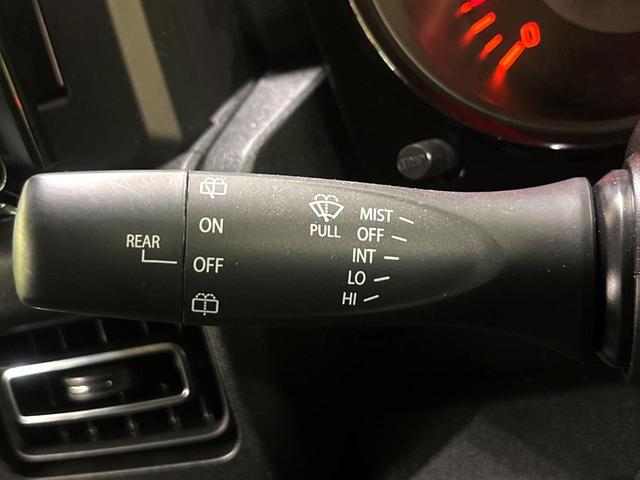 REAR
ON
OFF
PULL
MIST
OFF
INT
LO
HI